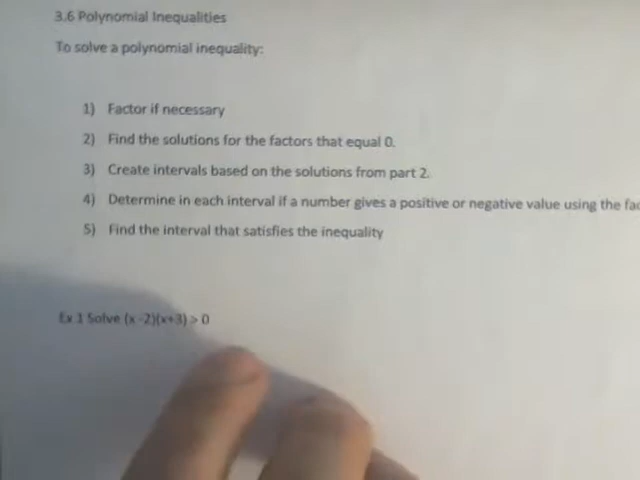 3.6 Polynomial Inequalities
To solve a polynomial inequality:
1) Factor if necessary
2) Find the solutions for the factors that equal 0.
3) Create intervals based on the solutions from part 2.
4) Determine in each interval if a number gives a positive or negative value using the
5) Find the interval that satisfies the inequality
Ex 1 Solve (x -2)(x+3) > 0